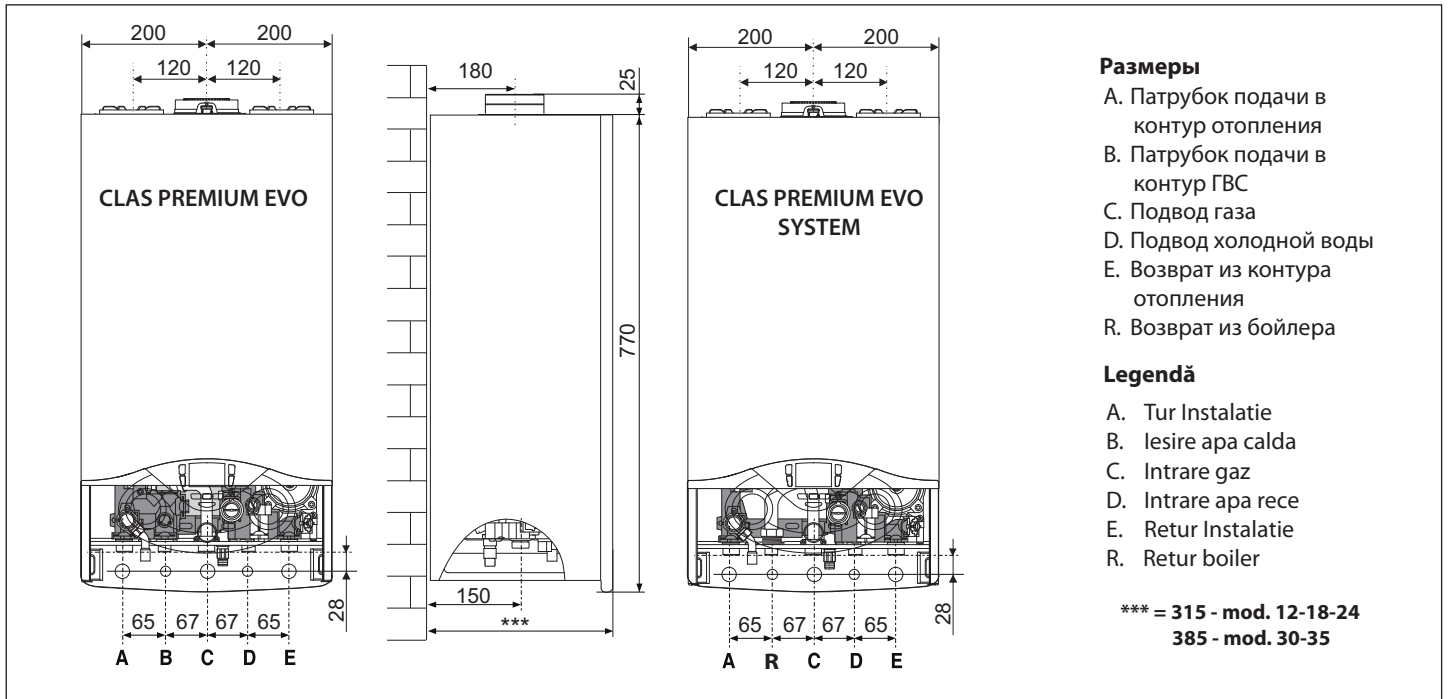 200 200
120 120
CLAS PREMIUM EVO
28
65 67 67 65
A B C D E
180
25
770
150
***
200 200
120 120
CLAS PREMIUM EVO
SYSTEM
28
65 67 67 65
A R C D E
Размеры
A. Патрубок подачи в
контур отопления
B. Патрубок подачи в
контур ГВС
C. Подвод газа
D. Подвод холодной воды
E. Возврат из контура
отопления
R. Возврат из бойлера
Legendă
A. Tur Instalatie
B. Iesire apa calda
C. Intrare gaz
D. Intrare apa rece
E. Retur Instalatie
R. Retur boiler
*** = 315 - mod. 12-18-24
385 - mod. 30-35